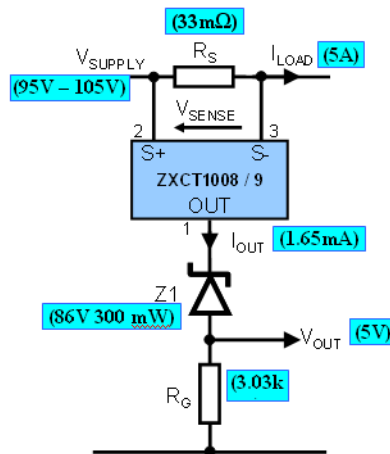 (33mΩ)
VSUPPLY
RS
ILOAD
(5A)
(95V – 105V)
VSENSE
2
3
S+
S-
ZXCT1008 / 9
OUT
1
IOUT
(1.65mA)
Z1
(86V 300 mW)
VOUT
(5V)
RG
(3.03k